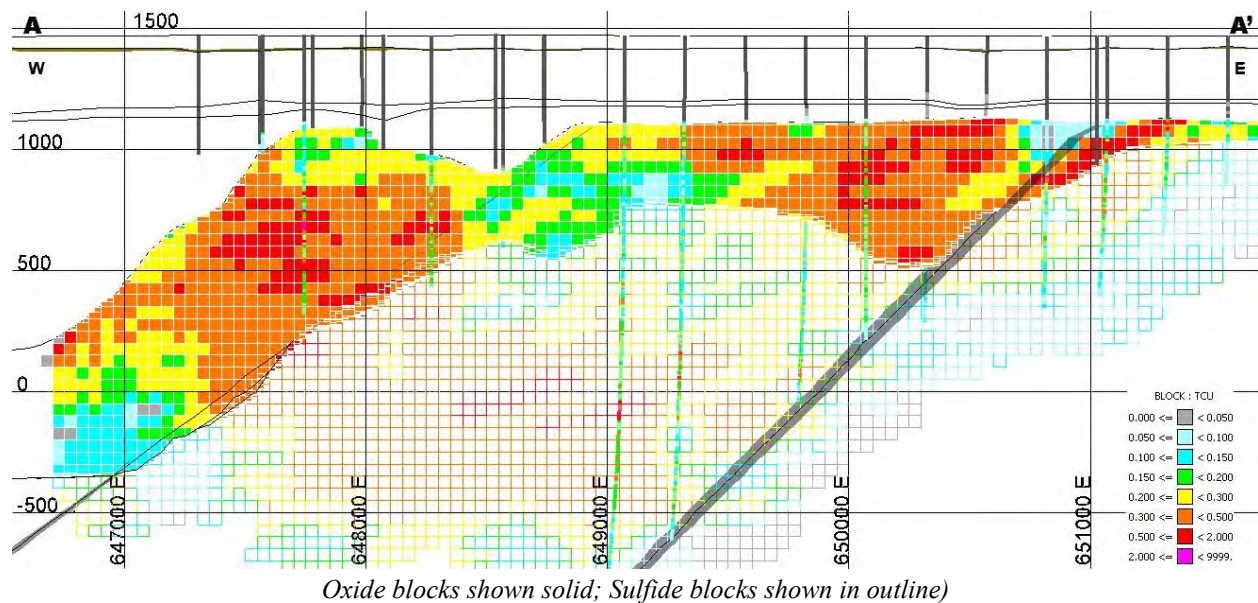 A 1500 A'
W E
1000
500
0
-500
647000 E 648000 E 649000 E 650000 E 651000 E
BLOCK : TCU
0.000 <= < 0.050
0.050 <= < 0.100
0.100 <= < 0.150
0.150 <= < 0.200
0.200 <= < 0.300
0.300 <= < 0.500
0.500 <= < 2.000
2.000 <= < 9999.
Oxide blocks shown solid; Sulfide blocks shown in outline)